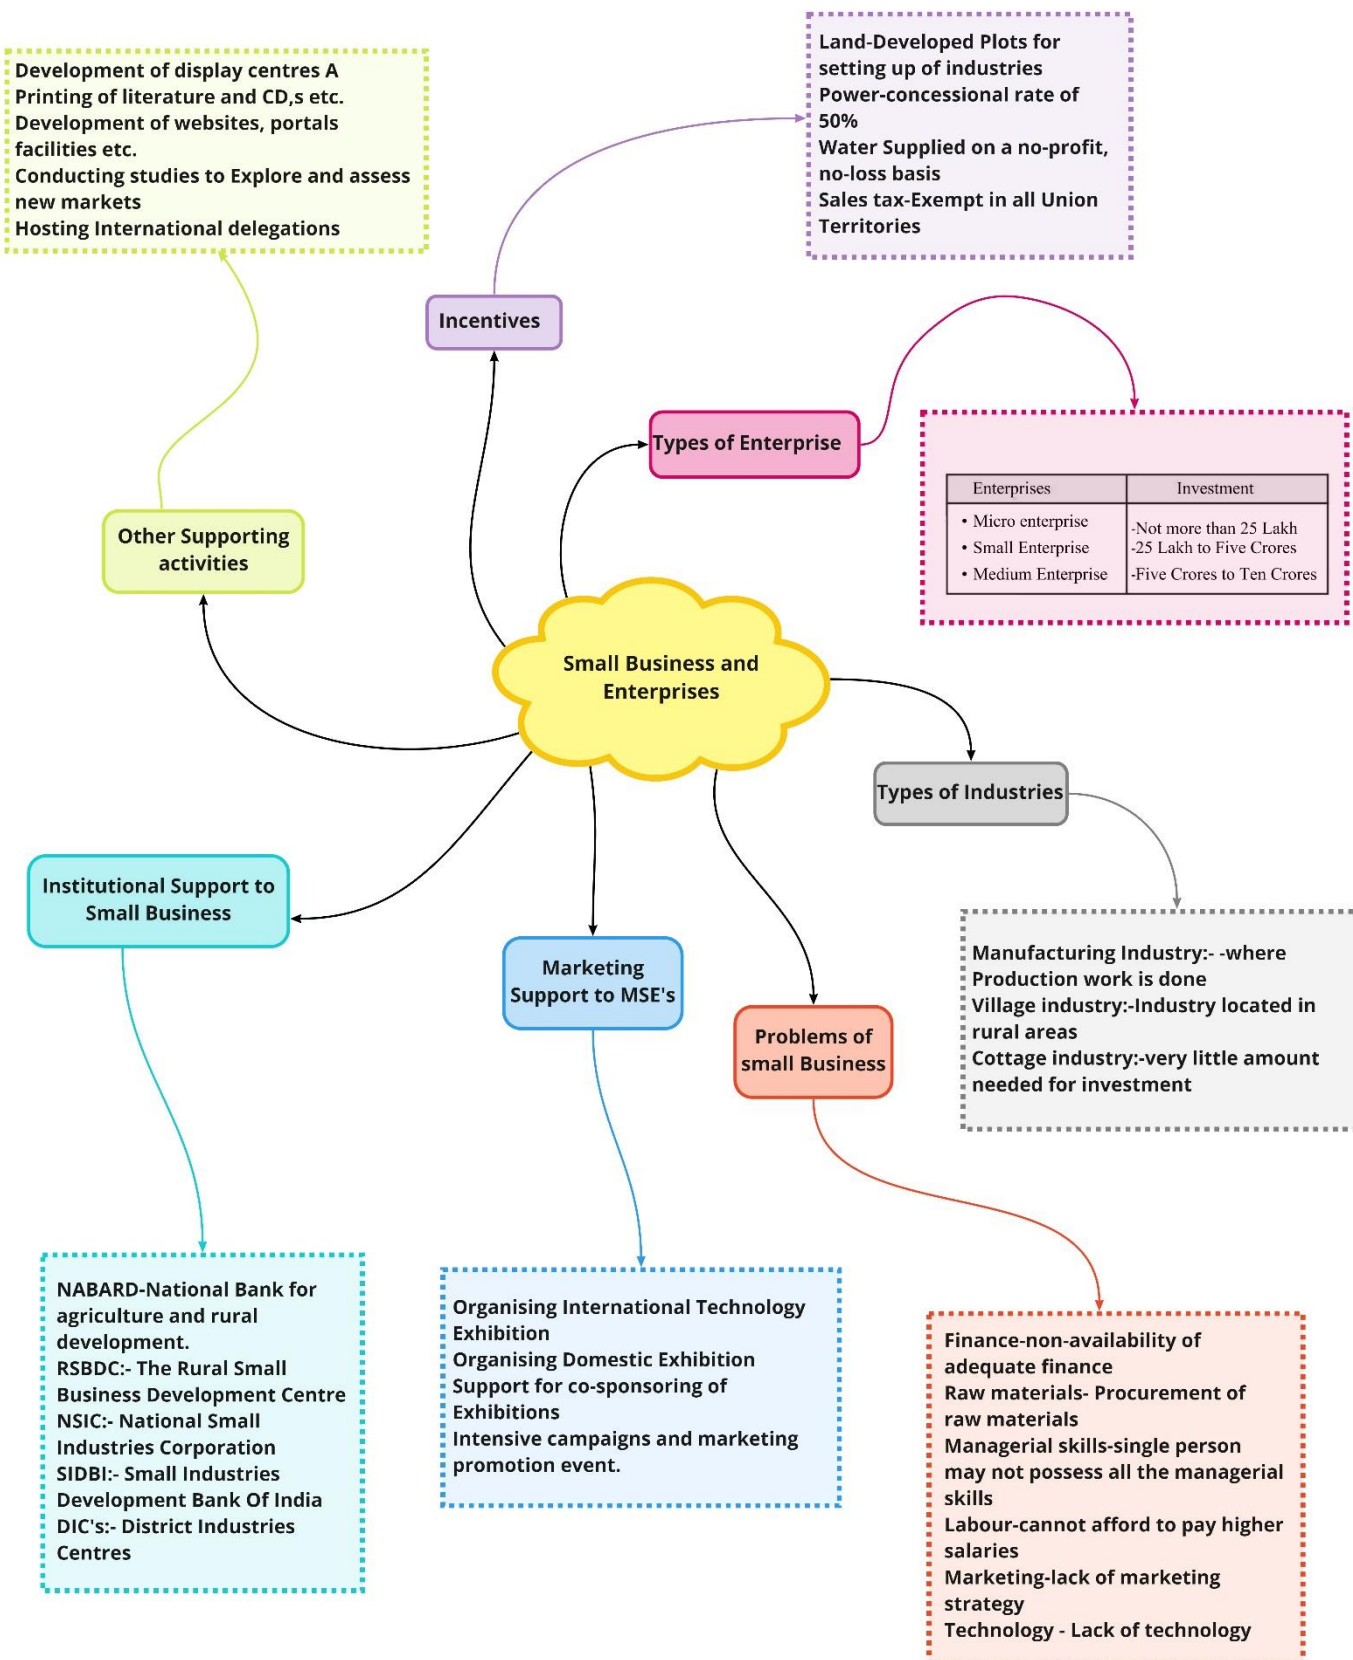 Development of display centres A
Printing of literature and CD,s etc.
Development of websites, portals
facilities etc.
Conducting studies to Explore and assess
new markets
Hosting International delegations
Land-Developed Plots for
setting up of industries
Power-concessional rate of
50%
Water Supplied on a no-profit,
no-loss basis
Sales tax-Exempt in all Union
Territories
Incentives
Types of Enterprise
Enterprises Investment
• Micro enterprise -Not more than 25 Lakh
• Small Enterprise -25 Lakh to Five Crores
• Medium Enterprise -Five Crores to Ten Crores
Other Supporting
activities
Small Business and
Enterprises
Types of Industries
Institutional Support to
Small Business
Marketing
Support to MSE's
Problems of
small Business
Manufacturing Industry:- -where
Production work is done
Village industry:-Industry located in
rural areas
Cottage industry:-very little amount
needed for investment
NABARD-National Bank for
agriculture and rural
development.
RSBDC:- The Rural Small
Business Development Centre
NSIC:- National Small
Industries Corporation
SIDBI:- Small Industries
Development Bank Of India
DIC's:- District Industries
Centres
Organising International Technology
Exhibition
Organising Domestic Exhibition
Support for co-sponsoring of
Exhibitions
Intensive campaigns and marketing
promotion event.
Finance-non-availability of
adequate finance
Raw materials- Procurement of
raw materials
Managerial skills-single person
may not possess all the managerial
skills
Labour-cannot afford to pay higher
salaries
Marketing-lack of marketing
strategy
Technology - Lack of technology